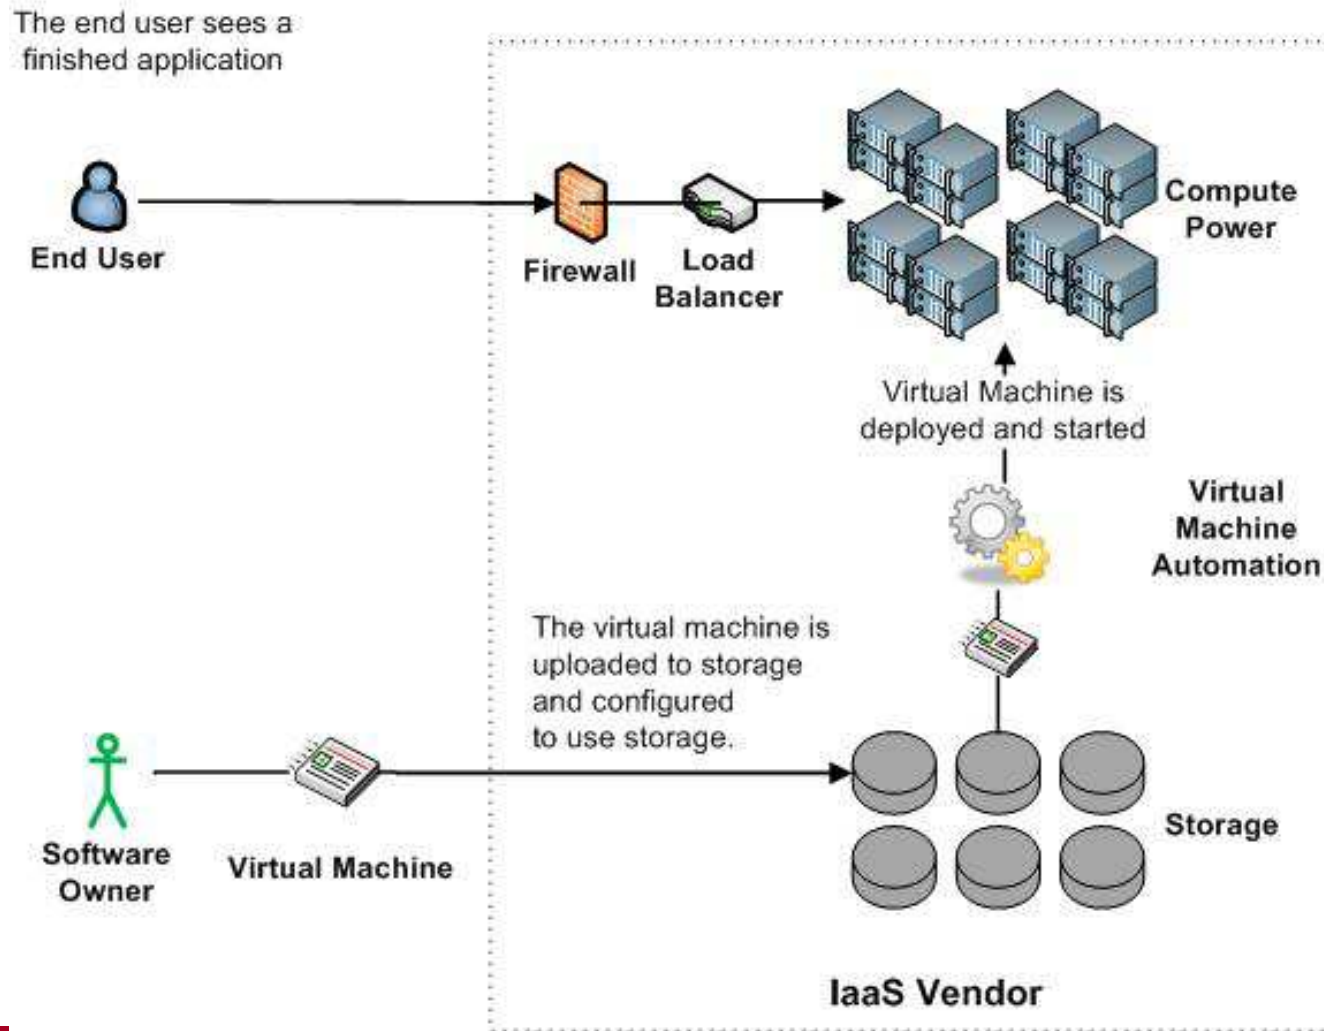 The end user sees a
finished application
End User
Firewall
Load
Balancer
Compute
Power
Virtual Machine is
deployed and started
Virtual
Machine
Automation
The virtual machine is
uploaded to storage
and configured
to use storage.
Software
Owner
Virtual Machine
Storage
IaaS Vendor